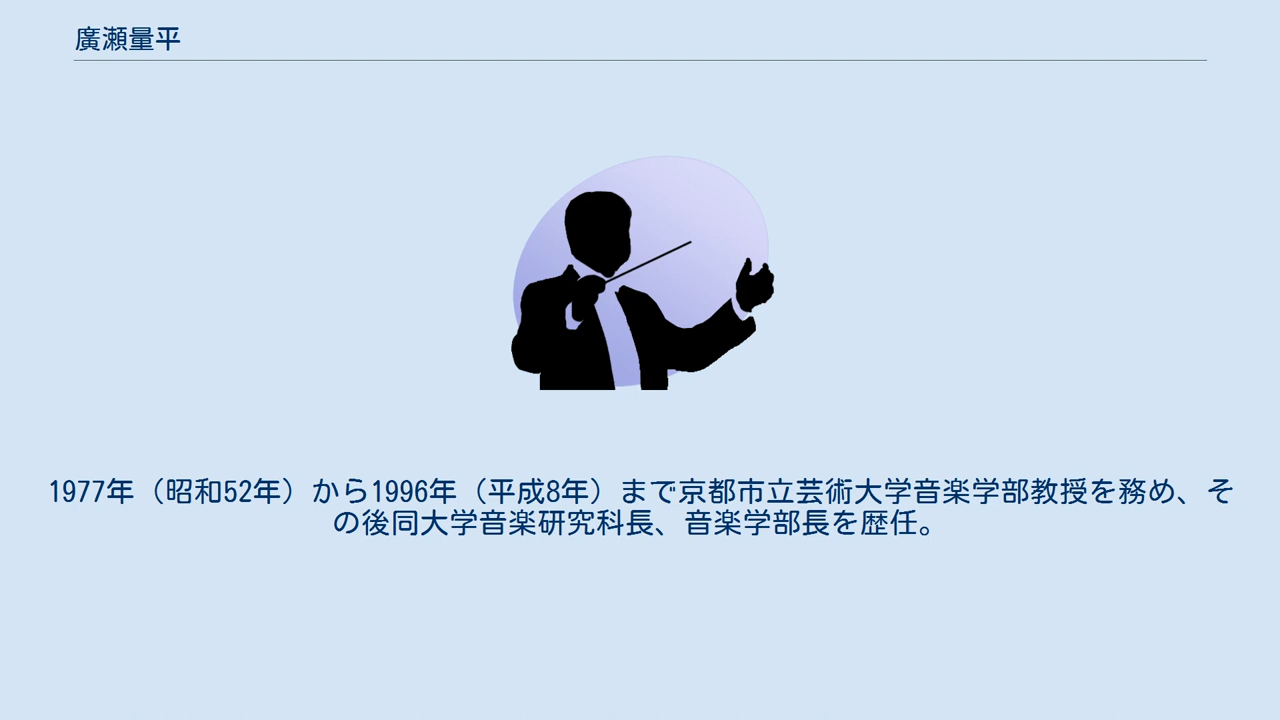 廣瀬量平
1977年（昭和52年）から1996年（平成8年）まで京都市立芸術大学音楽学部教授を務め、そ
の後同大学音楽研究科長、音楽学部長を歴任。